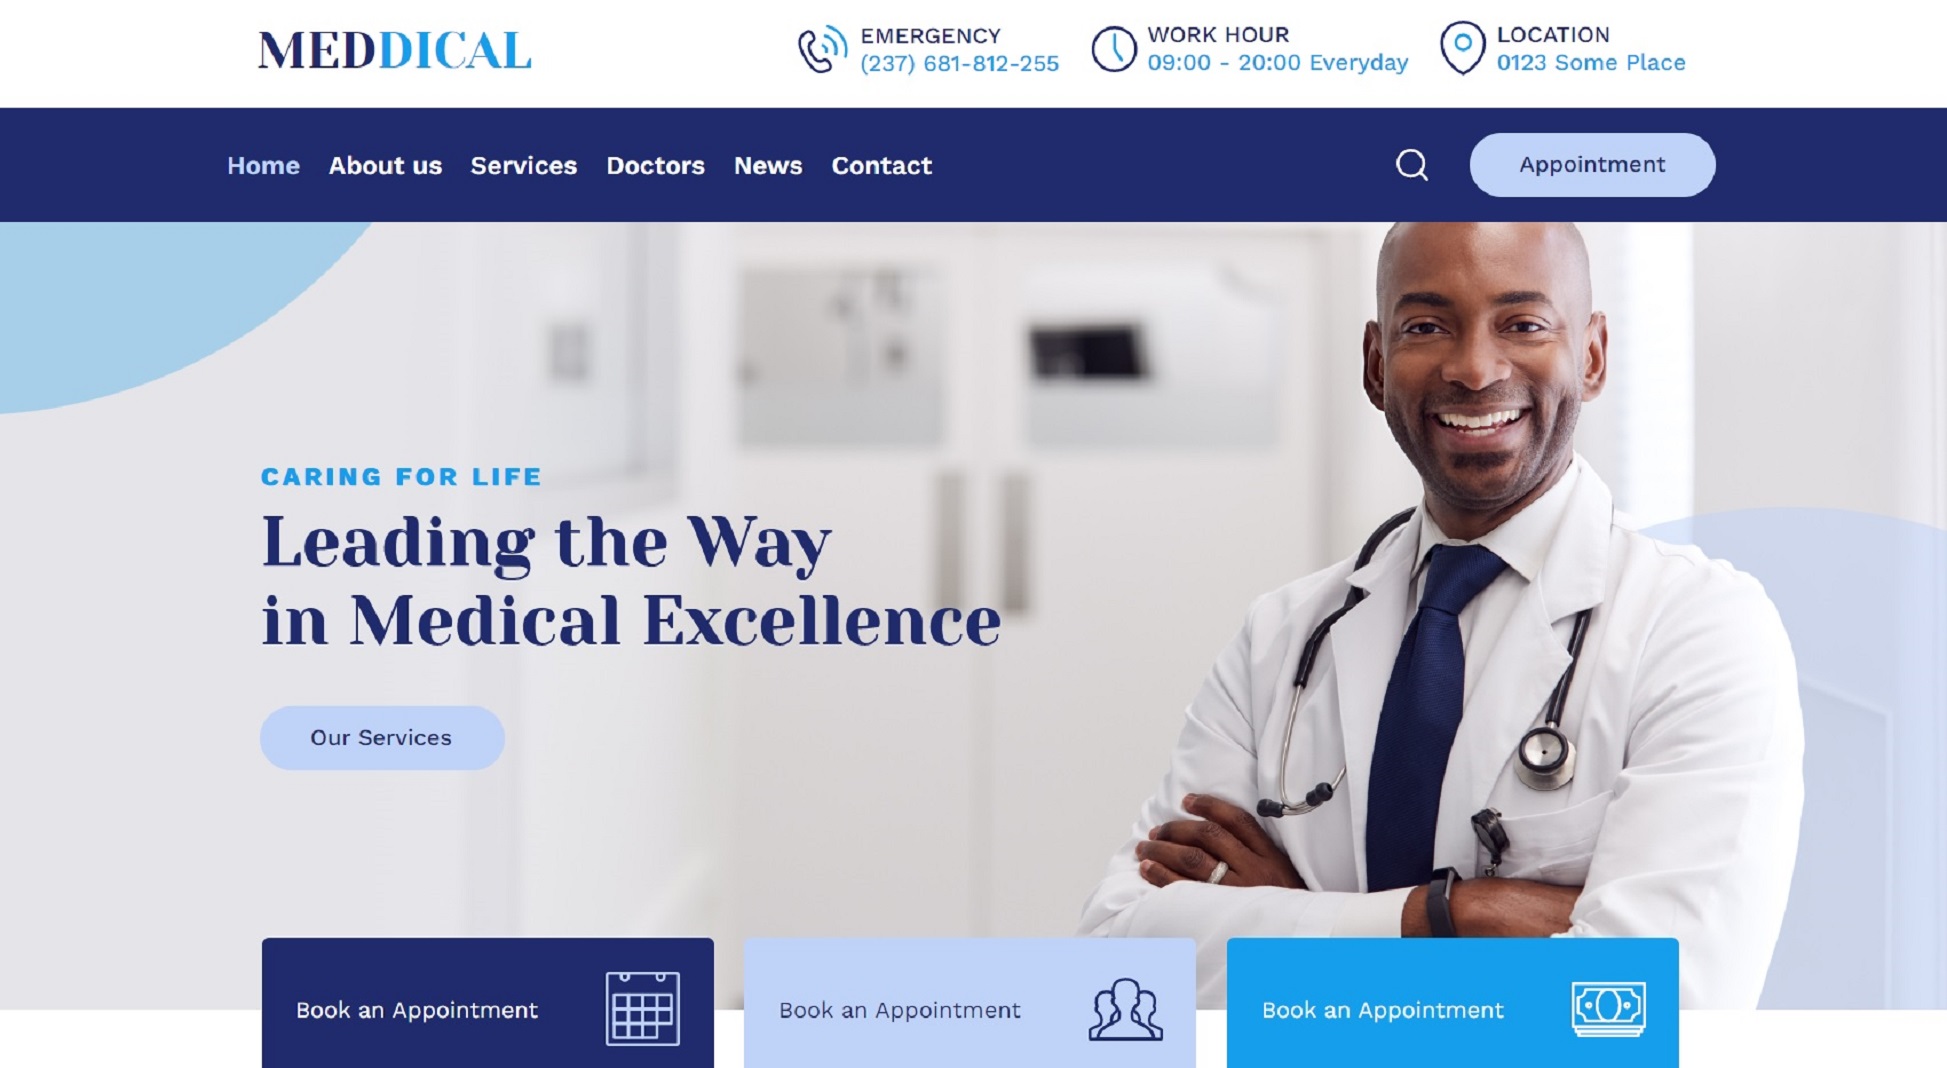 MEDDICAL
EMERGENCY
(237) 681-812-255
WORK HOUR
09:00 - 20:00 Everyday
LOCATION
0123 Some Place
Home About us Services Doctors News Contact
Appointment
CARING FOR LIFE
Leading the Way
in Medical Excellence
Our Services
Book an Appointment
Book an Appointment
Book an Appointment